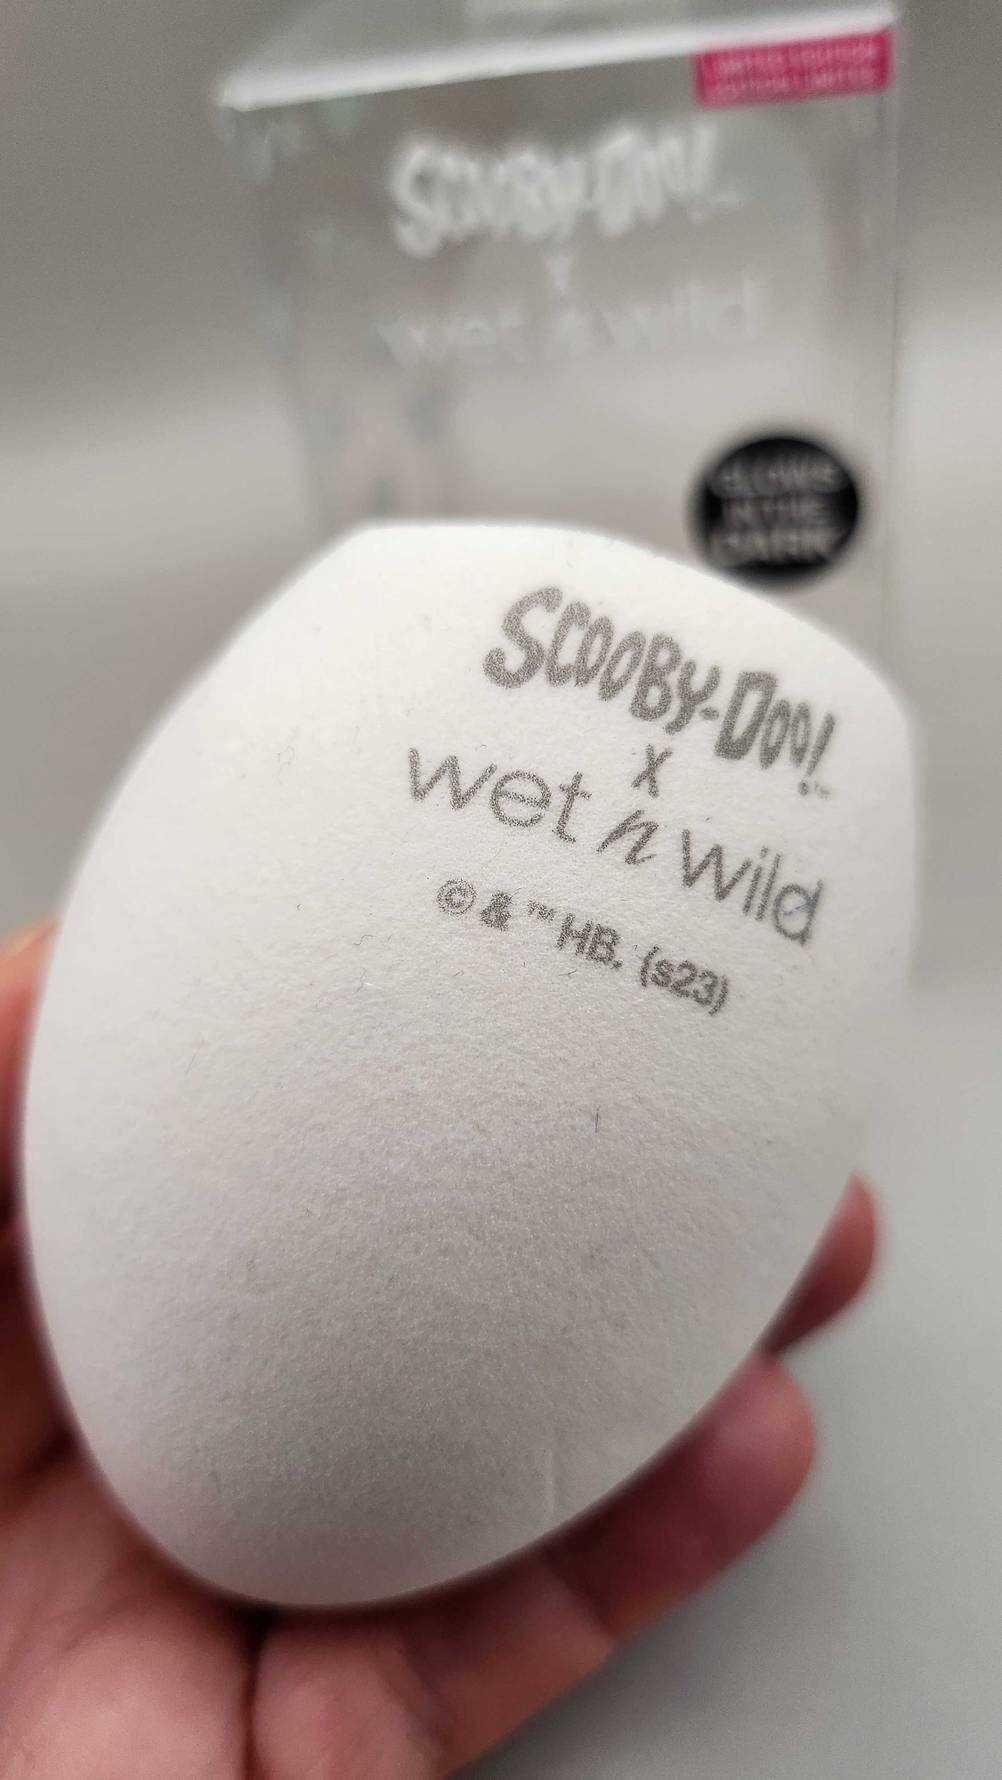 LIMITED EDITION
ÉDITION LIMITÉE
SCOOBY-DOO!
X
wet n wild
GLOWS
IN THE
DARK
SCOOBY-DOO!
X
wet n wild
© & ™ HB. (s23)